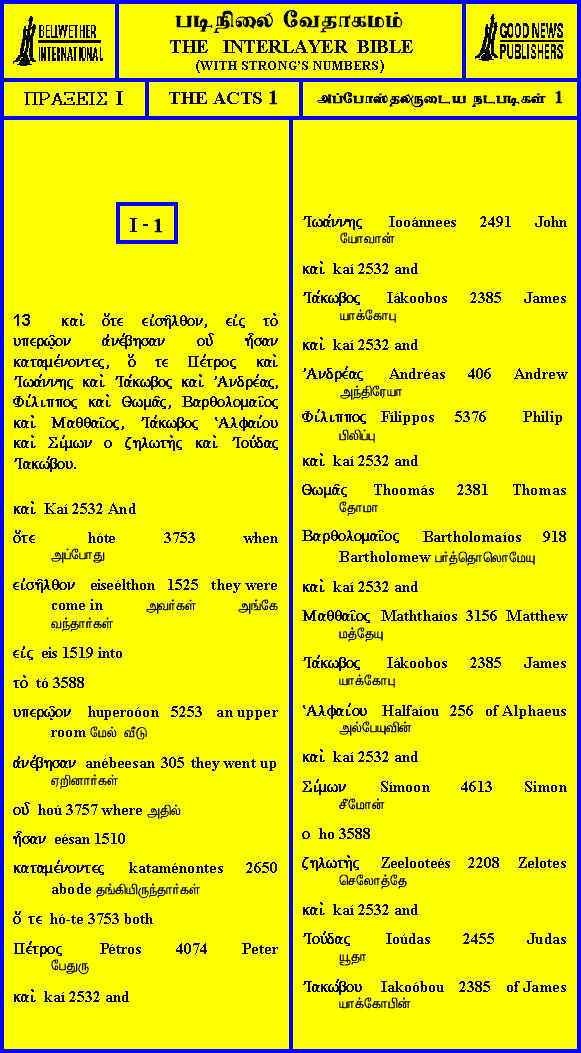 BELLWETHER
INTERNATIONAL
படிநிலை வேதாகமம்
THE INTERLAYER BIBLE
(WITH STRONG'S NUMBERS)
GOOD NEWS
PUBLISHERS
ΠΡΑΞΕΙΣ I
THE ACTS 1
அப்போஸ்தலருடைய நடபடிகள் 1
I - 1
13 καὶ ὅτε εἰσῆλθον, εἰς τὸ
υπερῷον ἀνέβησαν οὗ ἦσαν
καταμένοντες, ὅ τε Πέτρος καὶ
Ἰωάννης καὶ Ἰάκωβος καὶ Ἀνδρέας,
Φίλιππος καὶ Θωμᾶς, Βαρθολομαῖος
καὶ Μαθθαῖος, Ἰάκωβος Ἁλφαίου
καὶ Σίμων ο ζηλωτὴς καὶ Ἰούδας
Ἰακώβου.
καὶ Kaí 2532 And
ὅτε hóte 3753 when
அப்போது
εἰσῆλθον eiseélthon 1525 they were
come in அவர்கள் அங்கே
வந்தார்கள்
εἰς eis 1519 into
τὸ tó 3588
υπερῷον huperoóon 5253 an upper
room மேல் வீடு
ἀνέβησαν anébeesan 305 they went up
ஏறினார்கள்
οὗ hoú 3757 where அதில்
ἦσαν eésan 1510
καταμένοντες kataménontes 2650
abode தங்கியிருந்தார்கள்
ὅ τε hó-te 3753 both
Πέτρος Pétros 4074 Peter
பேதுரு
καὶ kaí 2532 and
Ἰωάννης Iooánnees 2491 John
யோவான்
καὶ kaí 2532 and
Ἰάκωβος Iákoobos 2385 James
யாக்கோபு
καὶ kaí 2532 and
Ἀνδρέας Andréas 406 Andrew
அந்திரேயா
Φίλιππος Fílippos 5376 Philip
பிலிப்பு
καὶ kaí 2532 and
Θωμᾶς Thoomás 2381 Thomas
தோமா
Βαρθολομαῖος Bartholomaíos 918
Bartholomew பர்த்தொலொமேயு
καὶ kaí 2532 and
Μαθθαῖος Maththaíos 3156 Matthew
மத்தேயு
Ἰάκωβος Iákoobos 2385 James
யாக்கோபு
Ἁλφαίου Halfaíou 256 of Alphaeus
அல்பேயுவின்
καὶ kaí 2532 and
Σίμων Símoon 4613 Simon
சீமோன்
ο ho 3588
ζηλωτὴς Zeelooteés 2208 Zelotes
செலோத்தே
καὶ kaí 2532 and
Ἰούδας Ioúdas 2455 Judas
யூதா
Ἰακώβου Iakoóbou 2385 of James
யாக்கோபின்